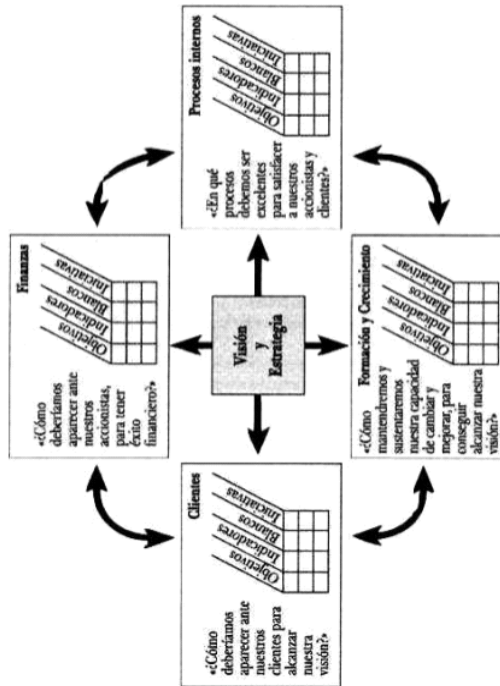 Finanzas
«¿Cómo
deberíamos
aparecer ante
nuestros
accionistas,
para tener
éxito
financiero?»
Objetivos
Indicadores
Blancos
Iniciativas
Clientes
«¿Cómo
deberíamos
aparecer ante
nuestros
clientes para
alcanzar
nuestra
visión?»
Objetivos
Indicadores
Blancos
Iniciativas
Visión
y
Estrategia
Procesos internos
«¿En qué
procesos
debemos ser
excelentes
para satisfacer
a nuestros
accionistas y
clientes?»
Objetivos
Indicadores
Blancos
Iniciativas
Formación y Crecimiento
«¿Cómo
mantendremos y
sustentaremos
nuestra capacidad
de cambiar y
mejorar, para
conseguir
alcanzar nuestra
visión?»
Objetivos
Indicadores
Blancos
Iniciativas